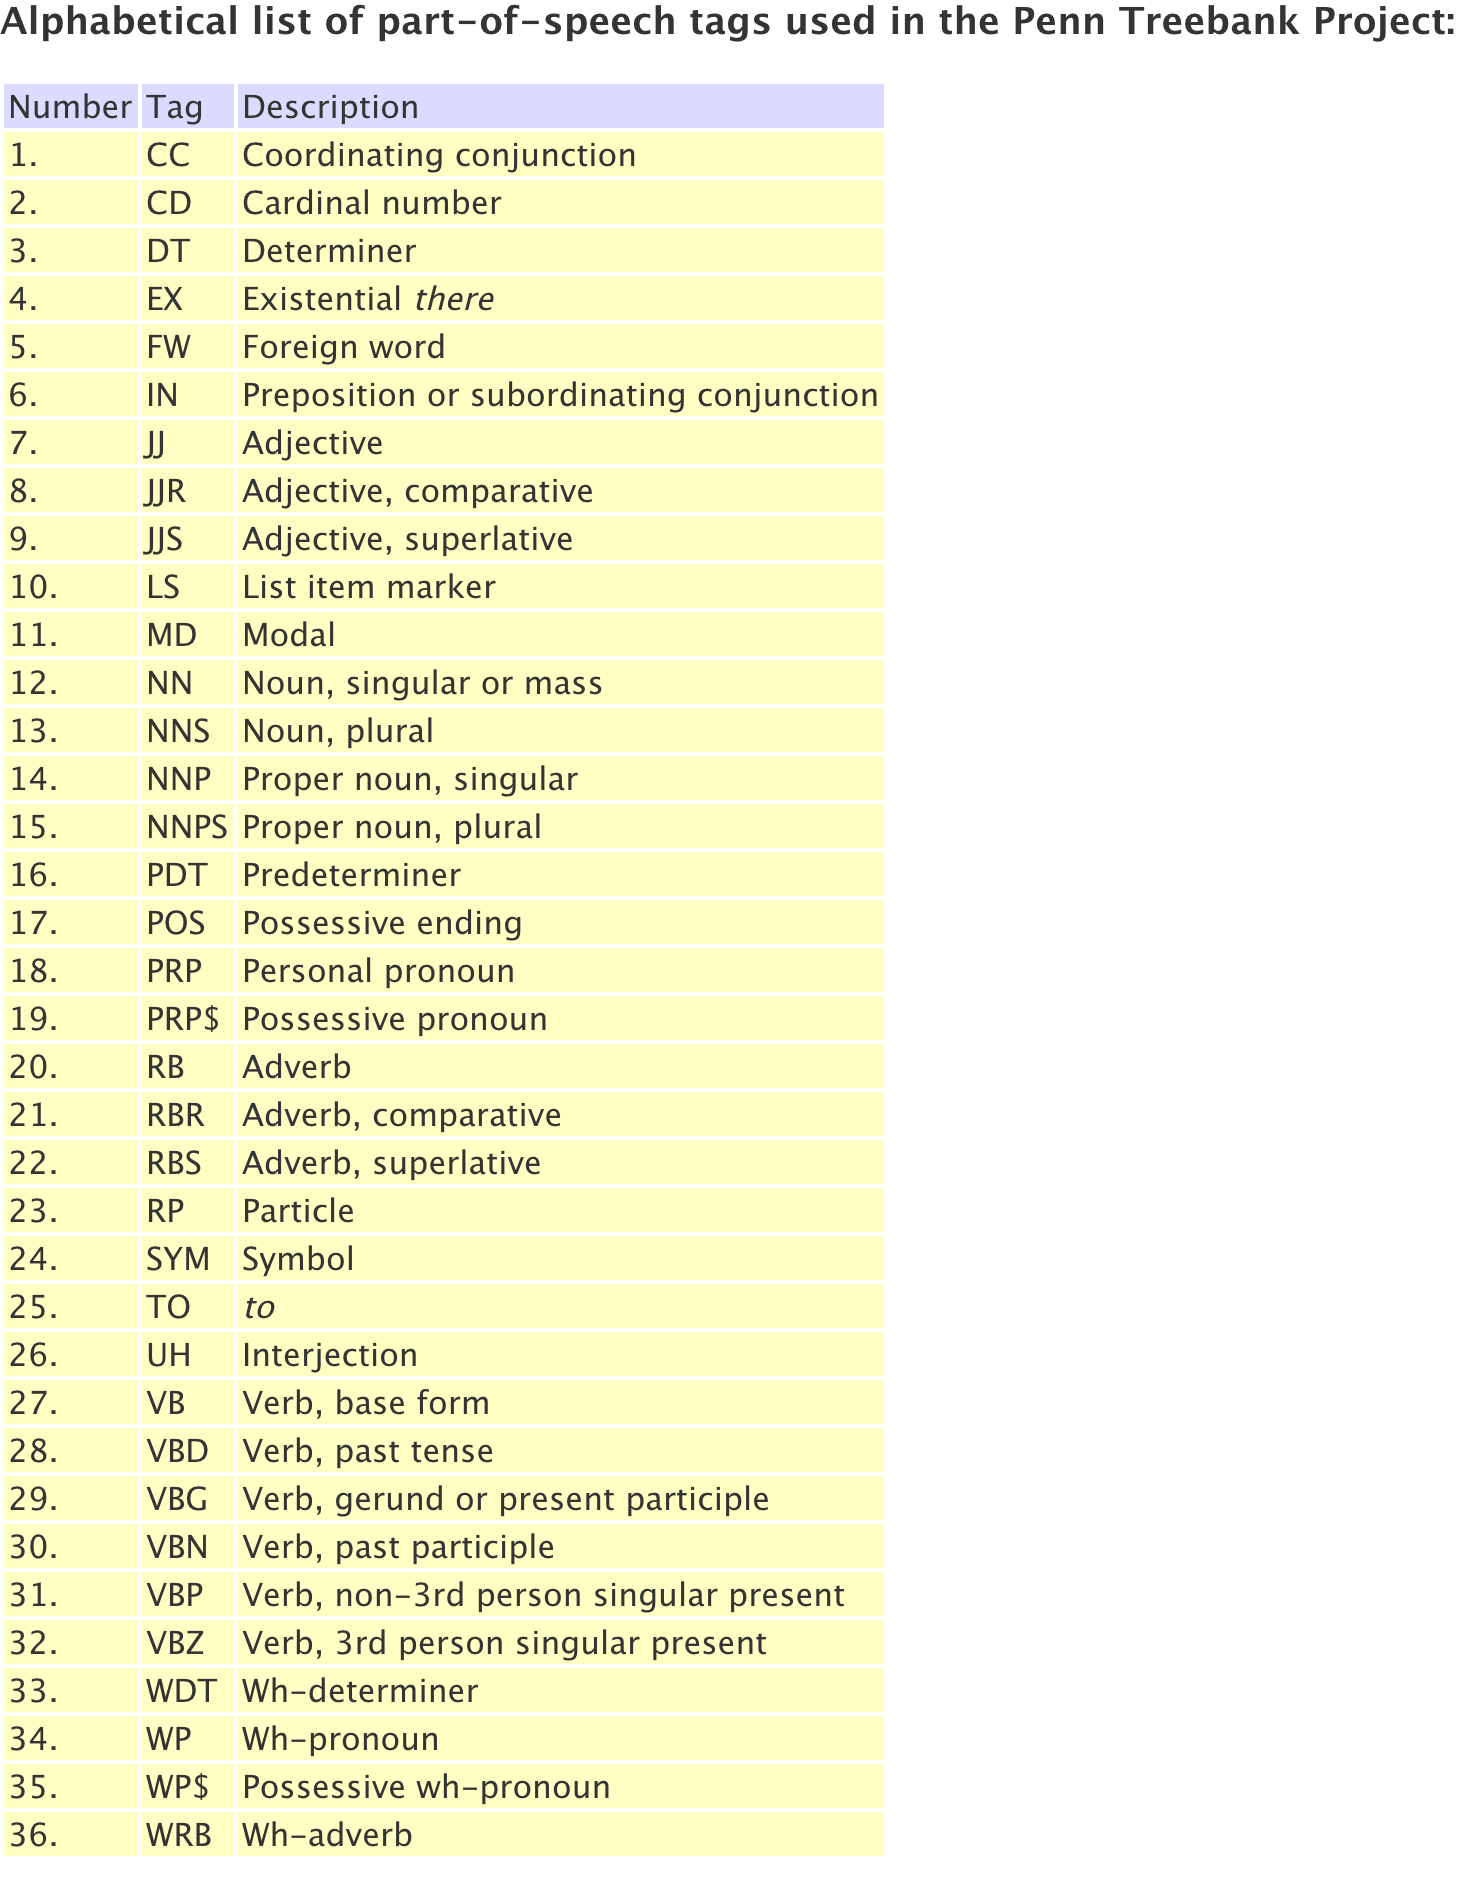 Alphabetical list of part-of-speech tags used in the Penn Treebank Project:
Number Tag Description
1. CC Coordinating conjunction
2. CD Cardinal number
3. DT Determiner
4. EX Existential there
5. FW Foreign word
6. IN Preposition or subordinating conjunction
7. JJ Adjective
8. JJR Adjective, comparative
9. JJS Adjective, superlative
10. LS List item marker
11. MD Modal
12. NN Noun, singular or mass
13. NNS Noun, plural
14. NNP Proper noun, singular
15. NNPS Proper noun, plural
16. PDT Predeterminer
17. POS Possessive ending
18. PRP Personal pronoun
19. PRP$ Possessive pronoun
20. RB Adverb
21. RBR Adverb, comparative
22. RBS Adverb, superlative
23. RP Particle
24. SYM Symbol
25. TO to
26. UH Interjection
27. VB Verb, base form
28. VBD Verb, past tense
29. VBG Verb, gerund or present participle
30. VBN Verb, past participle
31. VBP Verb, non-3rd person singular present
32. VBZ Verb, 3rd person singular present
33. WDT Wh-determiner
34. WP Wh-pronoun
35. WP$ Possessive wh-pronoun
36. WRB Wh-adverb